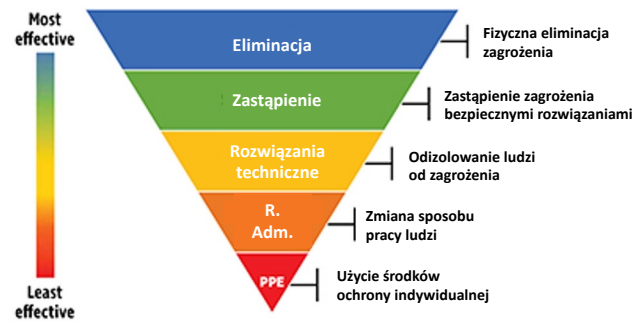 Most
effective
Eliminacja
Fizyczna eliminacja
zagrożenia
Zastąpienie
Zastąpienie zagrożenia
bezpiecznymi rozwiązaniami
Rozwiązania
techniczne
Odizolowanie ludzi
od zagrożenia
R.
Adm.
Zmiana sposobu
pracy ludzi
PPE
Użycie środków
ochrony indywidualnej
Least
effective